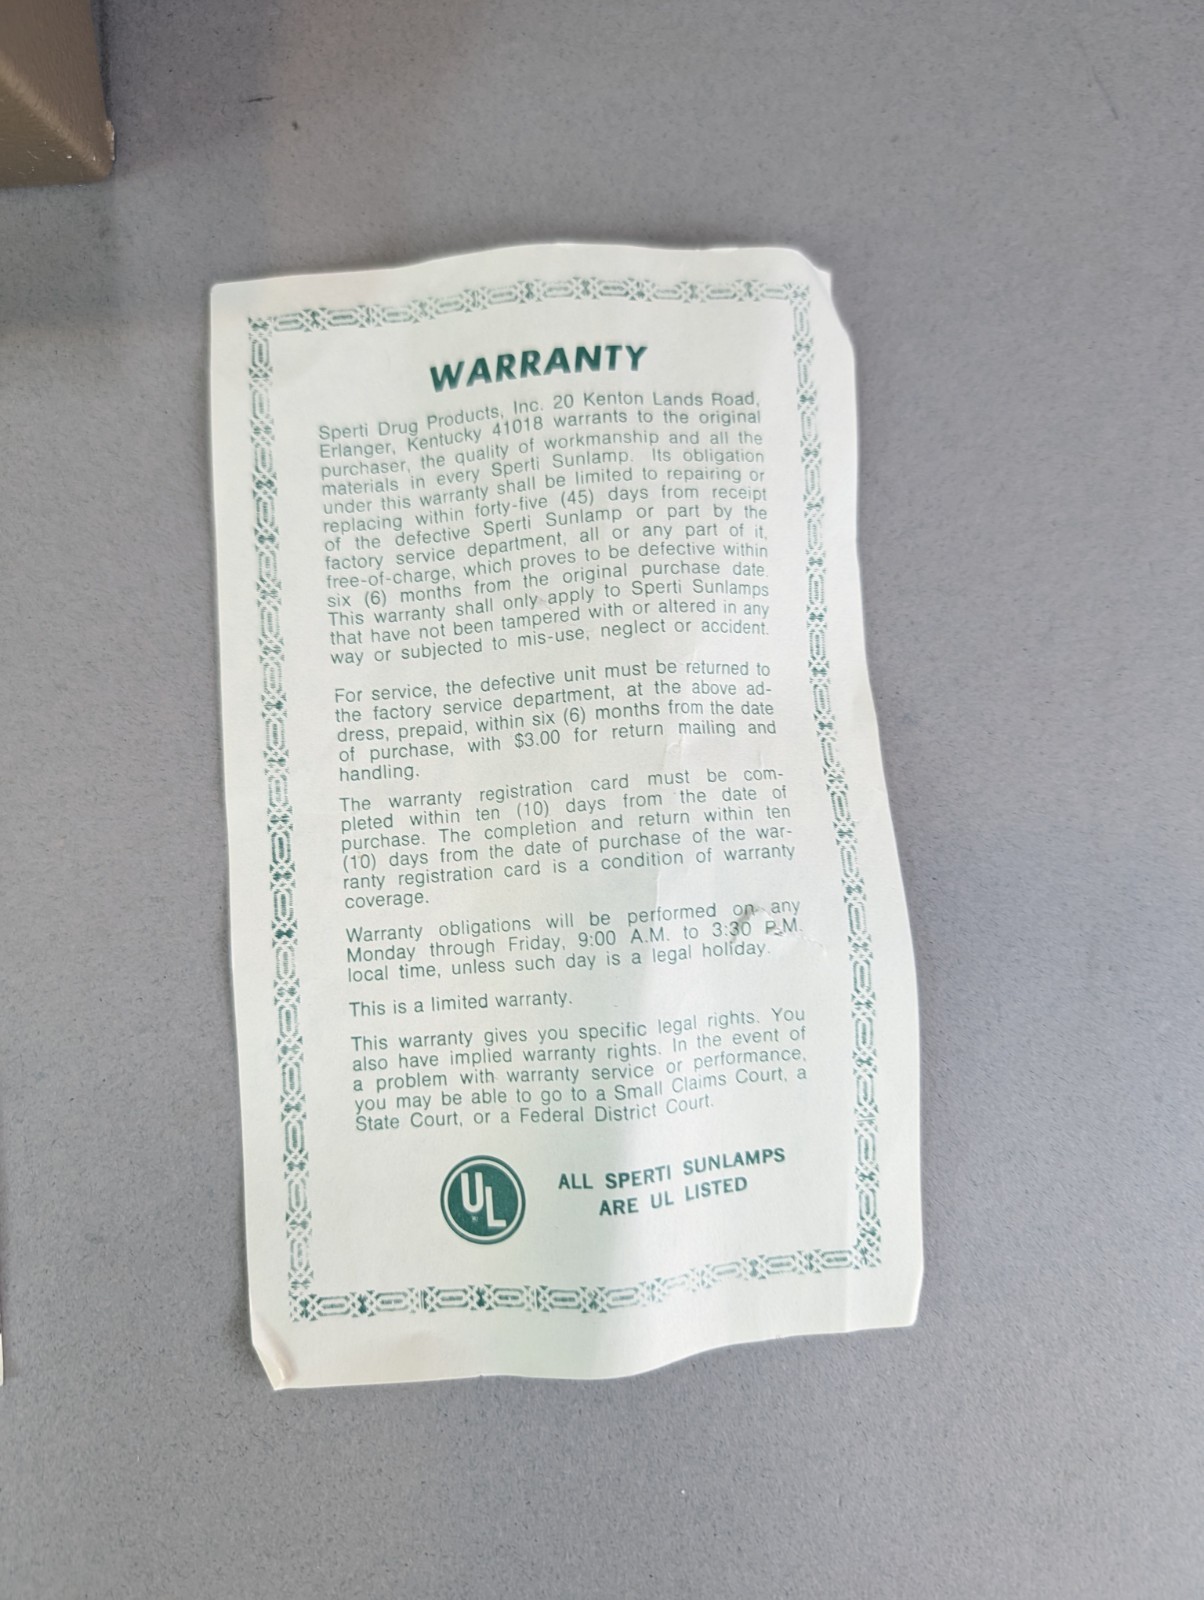 WARRANTY
Sperti Drug Products, Inc. 20 Kenton Lands Road,
Erlanger, Kentucky 41018 warrants to the original
purchaser, the quality of workmanship and all the
materials in every Sperti Sunlamp. Its obligation
under this warranty shall be limited to repairing or
replacing within forty-five (45) days from receipt
of the defective Sperti Sunlamp or part by the
factory service department, all or any part of it,
free-of-charge, which proves to be defective within
six (6) months from the original purchase date.
This warranty shall only apply to Sperti Sunlamps
that have not been tampered with or altered in any
way or subjected to mis-use, neglect or accident.
For service, the defective unit must be returned to
the factory service department, at the above ad-
dress, prepaid, within six (6) months from the date
of purchase, with $3.00 for return mailing and
handling.
The warranty registration card must be com-
pleted within ten (10) days from the date of
purchase. The completion and return within ten
(10) days from the date of purchase of the war-
ranty registration card is a condition of warranty
coverage.
Warranty obligations will be performed on any
Monday through Friday, 9:00 A.M. to 3:30 P.M.
local time, unless such day is a legal holiday.
This is a limited warranty.
This warranty gives you specific legal rights. You
also have implied warranty rights. In the event of
a problem with warranty service or performance,
you may be able to go to a Small Claims Court, a
State Court, or a Federal District Court.
UL
ALL SPERTI SUNLAMPS
ARE UL LISTED